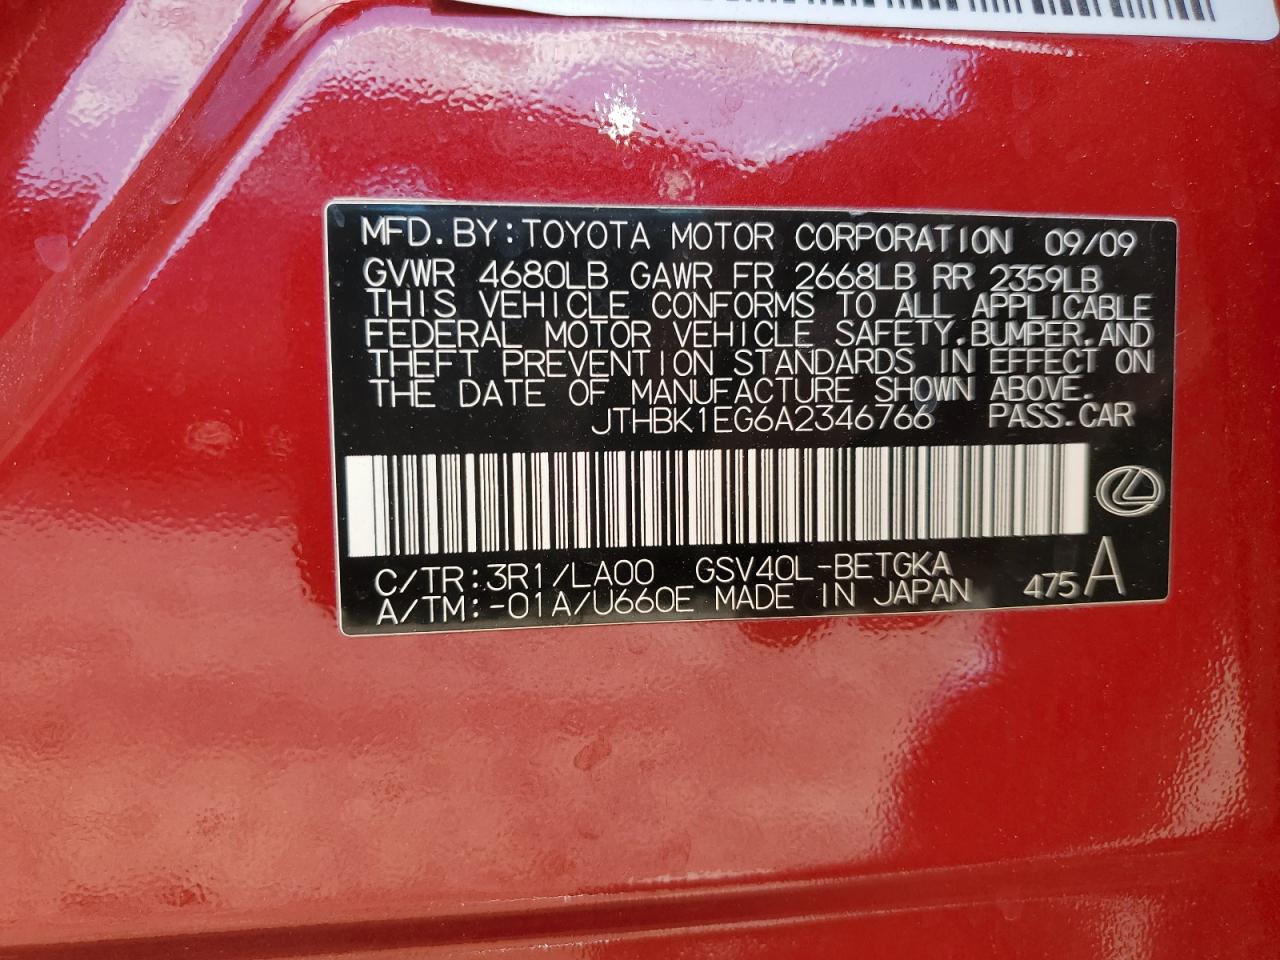 MFD.BY:TOYOTA MOTOR CORPORATION 09/09
GVWR 4680LB GAWR FR 2668LB RR 2359LB
THIS VEHICLE CONFORMS TO ALL APPLICABLE
FEDERAL MOTOR VEHICLE SAFETY.BUMPER.AND
THEFT PREVENTION STANDARDS IN EFFECT ON
THE DATE OF MANUFACTURE SHOWN ABOVE.
JTHBK1EG6A2346766 PASS.CAR
C/TR:3R1/LA00 GSV40L-BETGKA
A/TM:-01A/U660E MADE IN JAPAN 475A